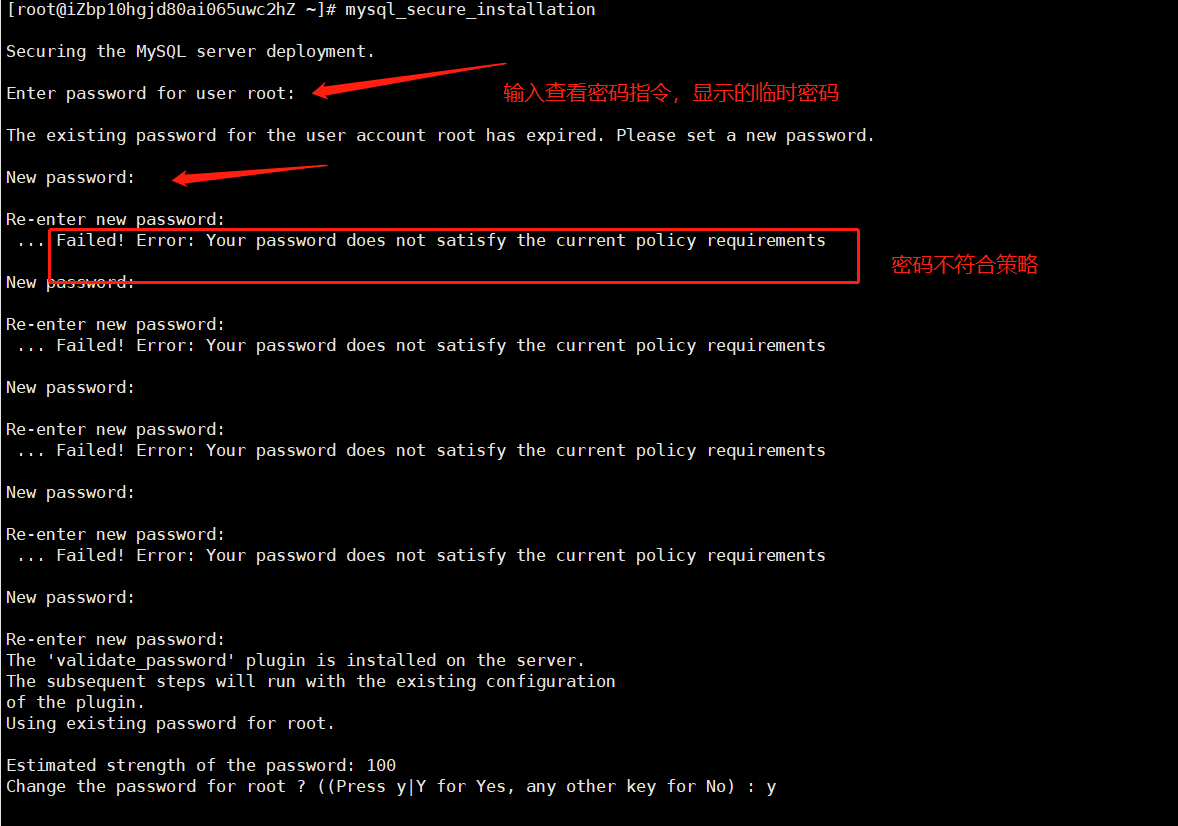 [root@iZbp10hgjd80ai065uwc2hZ ~]# mysql_secure_installation
Securing the MySQL server deployment.
Enter password for user root:
输入查看密码指令，显示的临时密码
The existing password for the user account root has expired. Please set a new password.
New password:
Re-enter new password:
... Failed! Error: Your password does not satisfy the current policy requirements
密码不符合策略
New password:
Re-enter new password:
... Failed! Error: Your password does not satisfy the current policy requirements
New password:
Re-enter new password:
... Failed! Error: Your password does not satisfy the current policy requirements
New password:
Re-enter new password:
... Failed! Error: Your password does not satisfy the current policy requirements
New password:
Re-enter new password:
The 'validate_password' plugin is installed on the server.
The subsequent steps will run with the existing configuration
of the plugin.
Using existing password for root.
Estimated strength of the password: 100
Change the password for root ? ((Press y|Y for Yes, any other key for No) : y